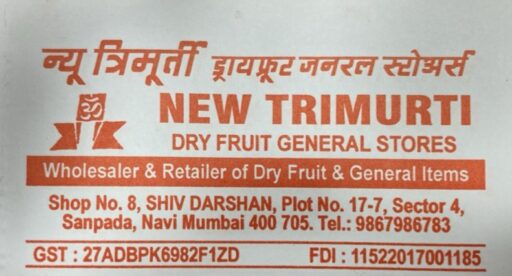 न्यू त्रिमूर्ती ड्रायफ्रूट जनरल स्टोअर्स
ॐ
NEW TRIMURTI
DRY FRUIT GENERAL STORES
Wholesaler & Retailer of Dry Fruit & General Items
Shop No. 8, SHIV DARSHAN, Plot No. 17-7, Sector 4,
Sanpada, Navi Mumbai 400 705. Tel.: 9867986783
GST : 27ADBPK6982F1ZD FDI : 11522017001185